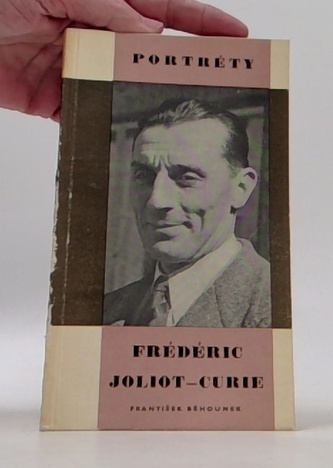 PORTRÉTY
FRÉDÉRIC
JOLIOT—CURIE
FRANTIŠEK BĚHOUNEK